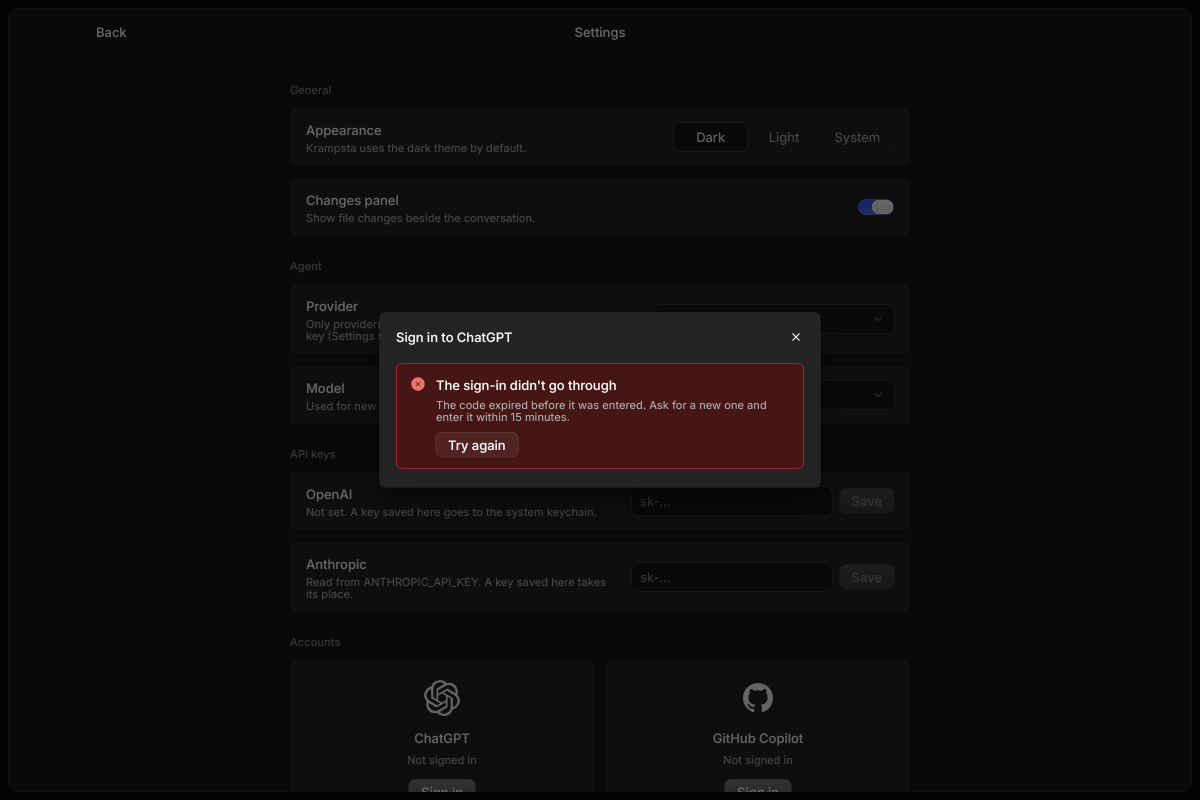 Back
Settings
General
Appearance
Krampsta uses the dark theme by default.
Dark
Light
System
Changes panel
Show file changes beside the conversation.
Agent
Provider
Only providers
key (Settings
Model
Used for new
Sign in to ChatGPT
The sign-in didn't go through
The code expired before it was entered. Ask for a new one and
enter it within 15 minutes.
Try again
API keys
OpenAI
Not set. A key saved here goes to the system keychain.
sk-...
Save
Anthropic
Read from ANTHROPIC_API_KEY. A key saved here takes
its place.
sk-...
Save
Accounts
ChatGPT
Not signed in
Sign in
GitHub Copilot
Not signed in
Sign in